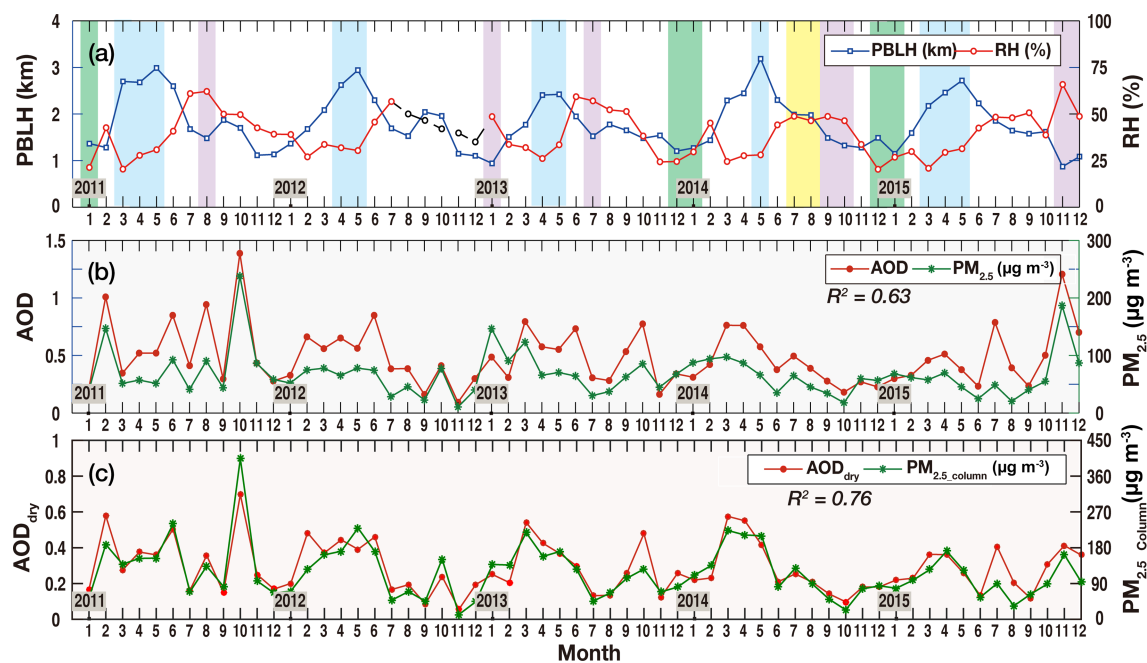 (a)
PBLH (km) RH (%)
PBLH (km)
4
3
2
1
0
RH (%)
100
75
50
25
0
2011 2012 2013 2014 2015
1 2 3 4 5 6 7 8 9 10 11 12 1 2 3 4 5 6 7 8 9 10 11 12 1 2 3 4 5 6 7 8 9 10 11 12 1 2 3 4 5 6 7 8 9 10 11 12 1 2 3 4 5 6 7 8 9 10 11 12
(b)
AOD PM2.5 (μg m-3)
R2 = 0.63
AOD
1.5
1
0.5
0
PM2.5 (μg m-3)
300
200
100
0
2011 2012 2013 2014 2015
1 2 3 4 5 6 7 8 9 10 11 12 1 2 3 4 5 6 7 8 9 10 11 12 1 2 3 4 5 6 7 8 9 10 11 12 1 2 3 4 5 6 7 8 9 10 11 12 1 2 3 4 5 6 7 8 9 10 11 12
(c)
AODdry PM2.5_column (μg m-3)
R2 = 0.76
AODdry
1
0.8
0.6
0.4
0.2
0
PM2.5_Column (μg m-3)
450
360
270
180
90
0
2011 2012 2013 2014 2015
1 2 3 4 5 6 7 8 9 10 11 12 1 2 3 4 5 6 7 8 9 10 11 12 1 2 3 4 5 6 7 8 9 10 11 12 1 2 3 4 5 6 7 8 9 10 11 12 1 2 3 4 5 6 7 8 9 10 11 12
Month